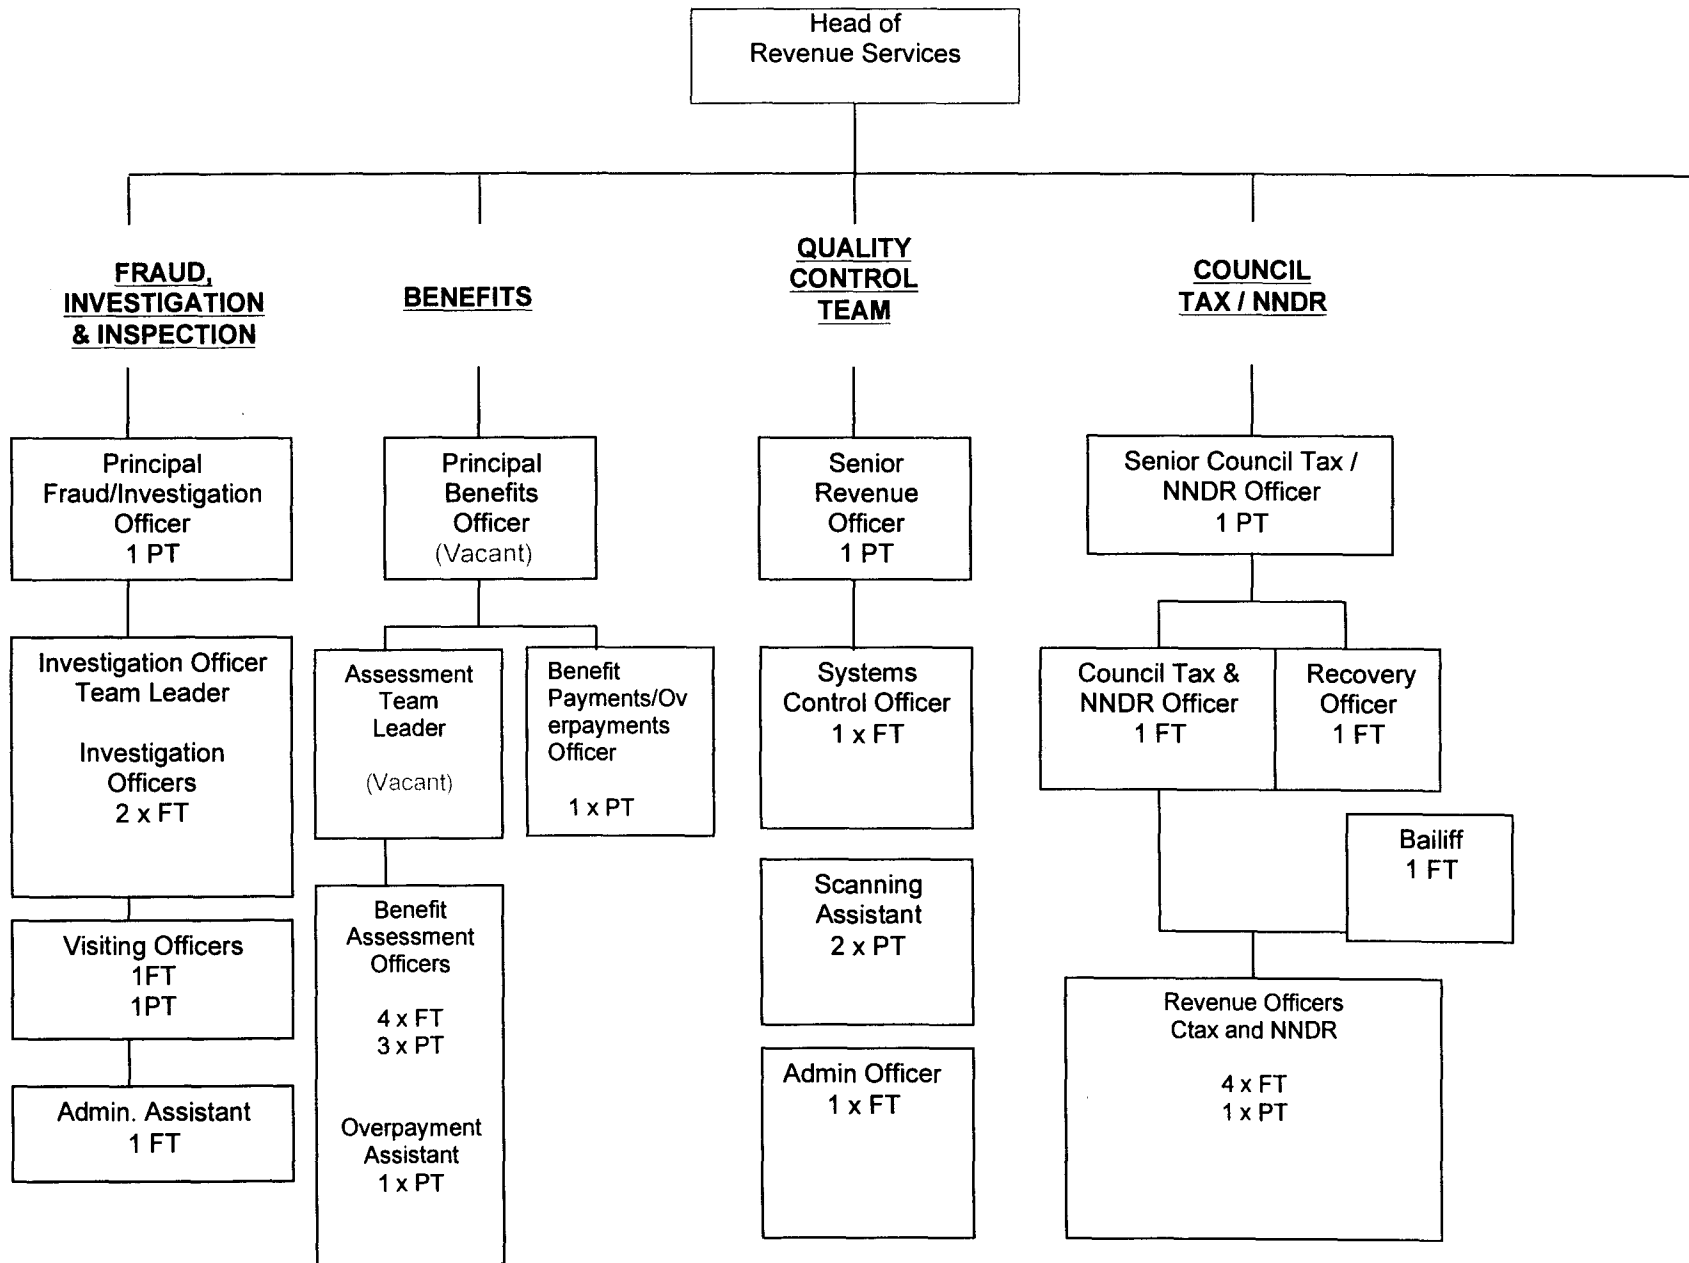 Head of
Revenue Services
FRAUD,
INVESTIGATION
& INSPECTION
BENEFITS
QUALITY
CONTROL
TEAM
COUNCIL
TAX / NNDR
Principal
Fraud/Investigation
Officer
1 PT
Principal
Benefits
Officer
(Vacant)
Senior
Revenue
Officer
1 PT
Senior Council Tax /
NNDR Officer
1 PT
Investigation Officer
Team Leader
Investigation
Officers
2 x FT
Assessment
Team
Leader
(Vacant)
Benefit
Payments/Ov
erpayments
Officer
1 x PT
Systems
Control Officer
1 x FT
Council Tax &
NNDR Officer
1 FT
Recovery
Officer
1 FT
Bailiff
1 FT
Visiting Officers
1FT
1PT
Benefit
Assessment
Officers
4 x FT
3 x PT
Overpayment
Assistant
1 x PT
Scanning
Assistant
2 x PT
Revenue Officers
Ctax and NNDR
4 x FT
1 x PT
Admin. Assistant
1 FT
Admin Officer
1 x FT